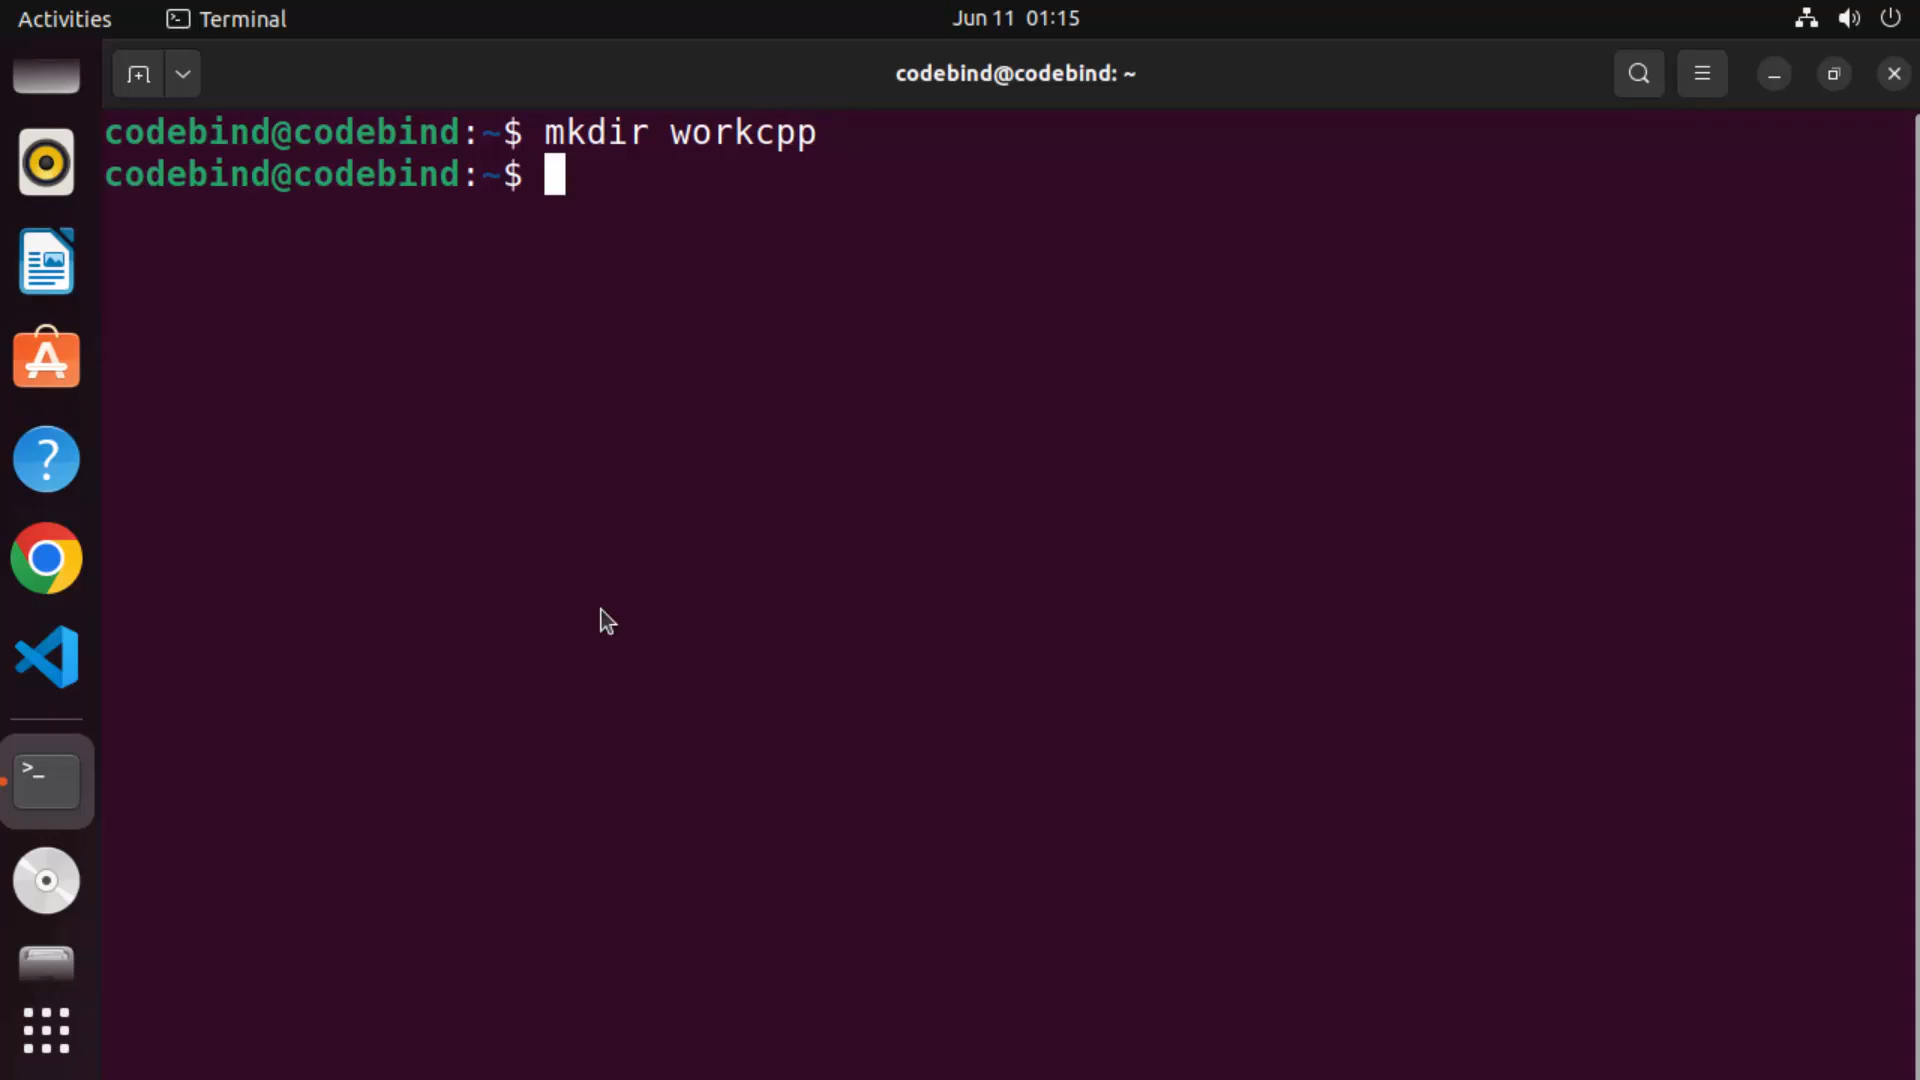 Activities
Terminal
Jun 11 01:15
codebind@codebind: ~
codebind@codebind:~$ mkdir workcpp
codebind@codebind:~$